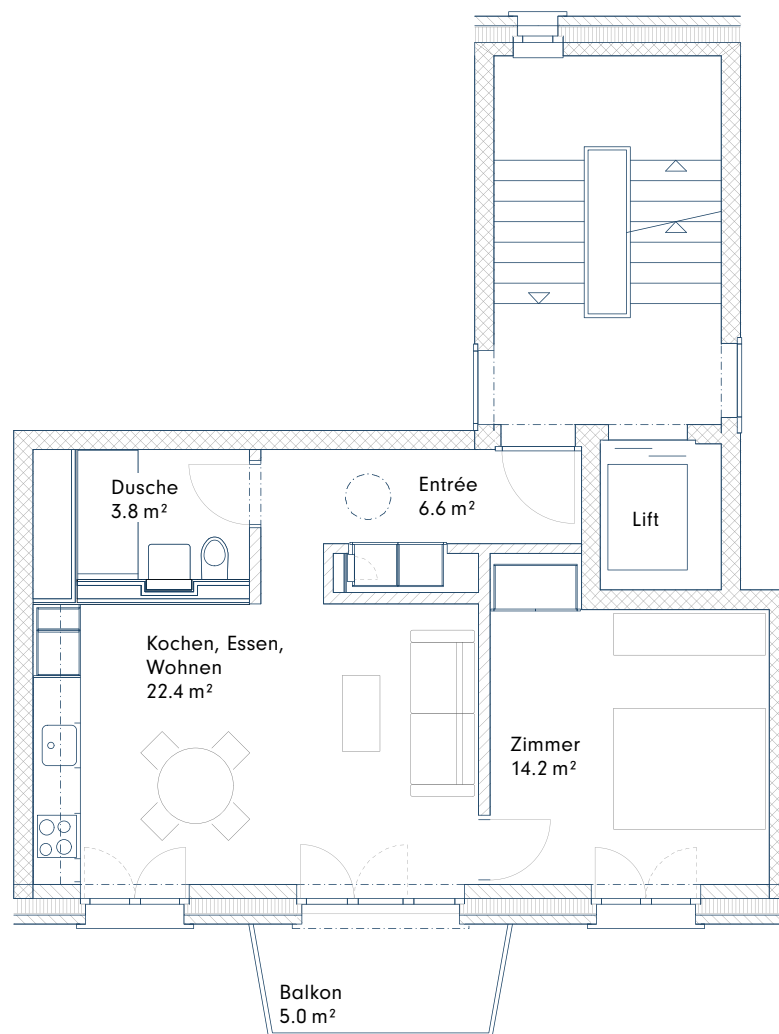 Dusche
3.8 m²
Entrée
6.6 m²
Lift
Kochen, Essen,
Wohnen
22.4 m²
Zimmer
14.2 m²
Balkon
5.0 m²